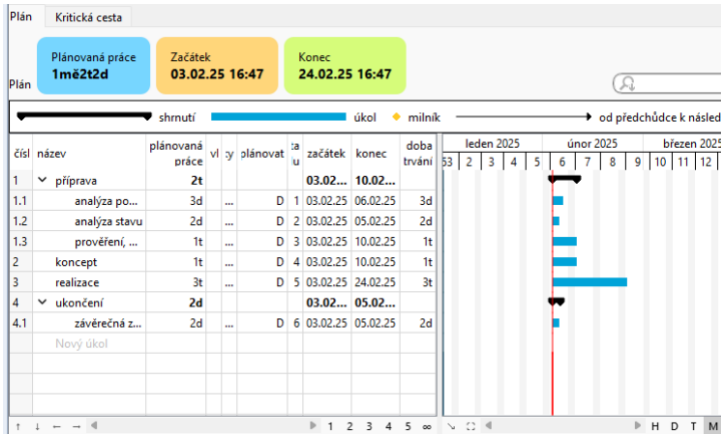 Plán Kritická cesta
Plán
Plánovaná práce
1mě2t2d
Začátek
03.02.25 16:47
Konec
24.02.25 16:47
shrnutí úkol milník od předchůdce k násled
čísl název plánovaná práce vl :y plánovat začátek konec doba trvání
leden 2025 únor 2025 březen 2025
53 2 3 4 5 6 7 8 9 10 11 12
1 příprava 2t 03.02... 10.02...
1.1 analýza po... 3d ... D 1 03.02.25 06.02.25 3d
1.2 analýza stavu 2d ... D 2 03.02.25 05.02.25 2d
1.3 prověření, ... 1t ... D 3 03.02.25 10.02.25 1t
2 koncept 1t ... D 4 03.02.25 10.02.25 1t
3 realizace 3t ... D 5 03.02.25 24.02.25 3t
4 ukončení 2d 03.02... 05.02...
4.1 závěrečná z... 2d ... D 6 03.02.25 05.02.25 2d
Nový úkol
1 2 3 4 5 ∞ H D T M